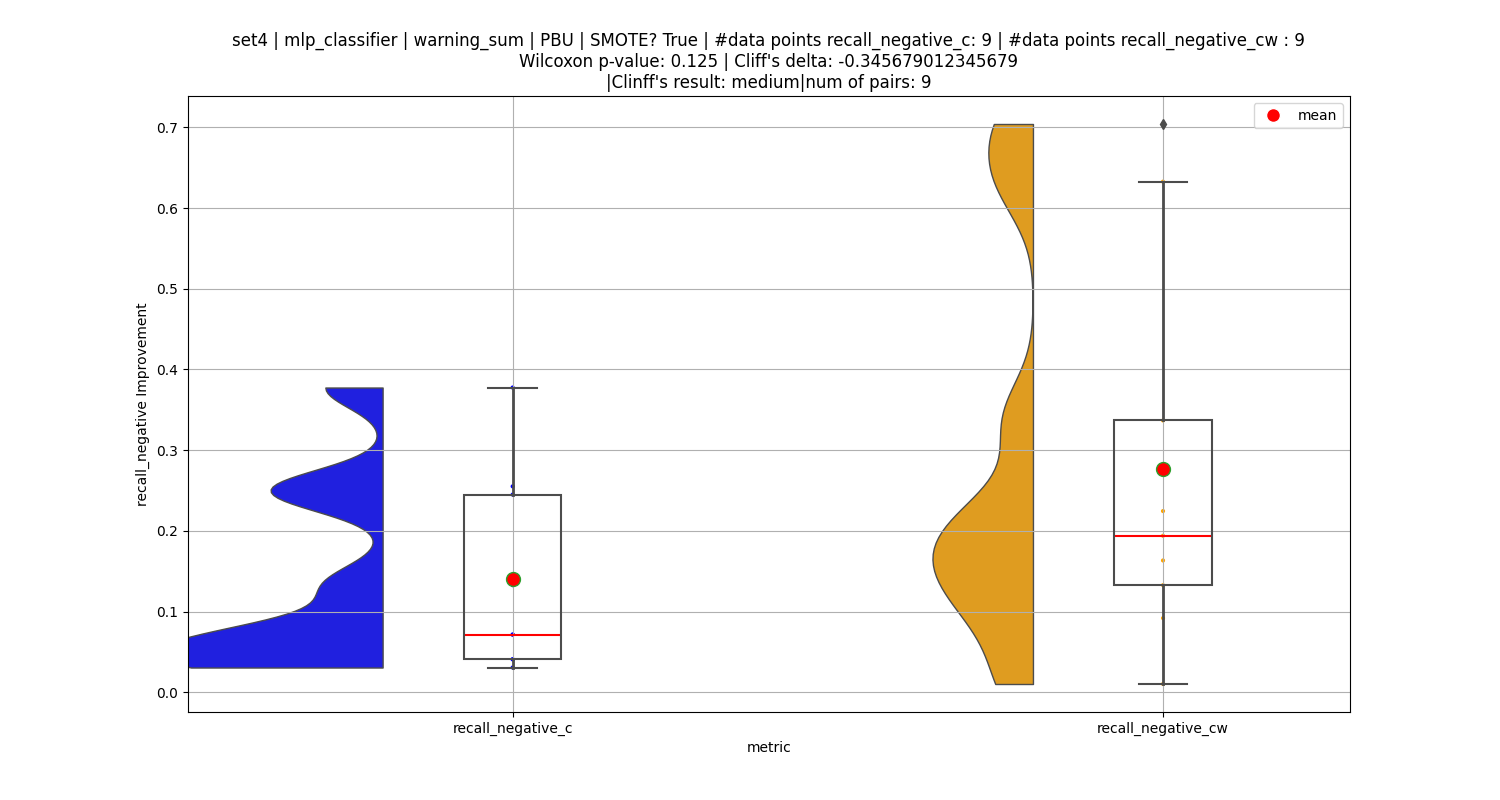 set4 | mlp_classifier | warning_sum | PBU | SMOTE? True | #data points recall_negative_c: 9 | #data points recall_negative_cw : 9
Wilcoxon p-value: 0.125 | Cliff's delta: -0.345679012345679
|Clinff's result: medium|num of pairs: 9
mean
0.7
0.6
0.5
0.4
0.3
0.2
0.1
0.0
recall_negative Improvement
recall_negative_c
recall_negative_cw
metric